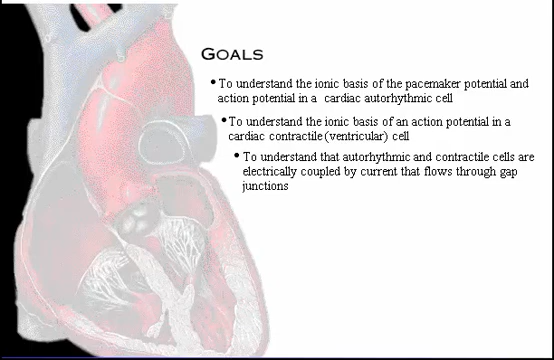 GOALS
• To understand the ionic basis of the pacemaker potential and
action potential in a cardiac autorhythmic cell
• To understand the ionic basis of an action potential in a
cardiac contractile (ventricular) cell
• To understand that autorhythmic and contractile cells are
electrically coupled by current that flows through gap
junctions